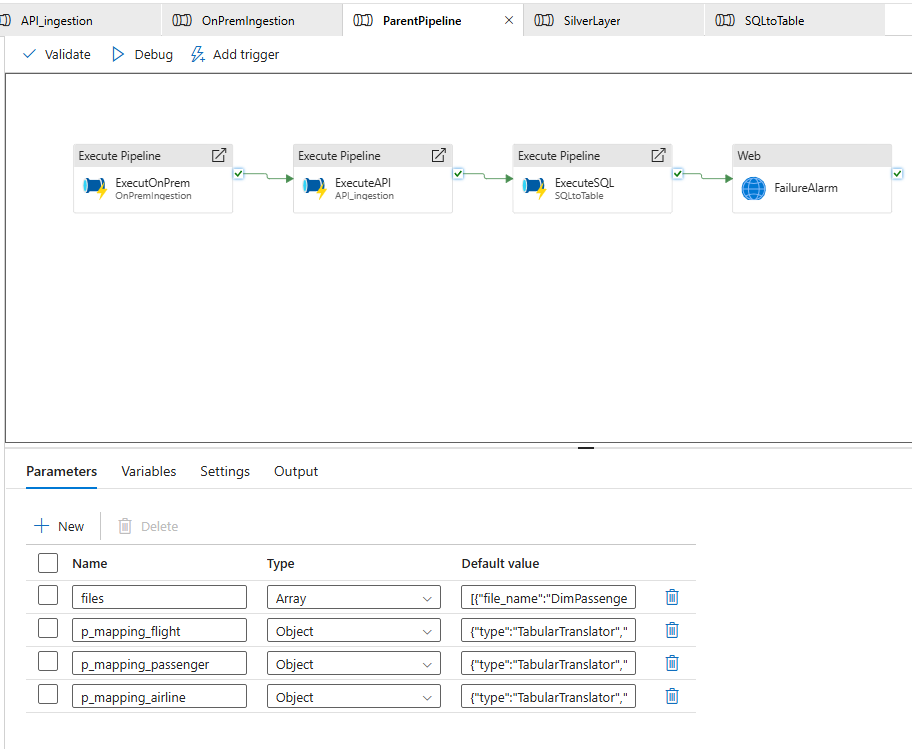 API_ingestion OnPremIngestion ParentPipeline SilverLayer SQLtoTable
Validate Debug Add trigger
Execute Pipeline
ExecutOnPrem
OnPremIngestion
Execute Pipeline
ExecuteAPI
API_ingestion
Execute Pipeline
ExecuteSQL
SQLtoTable
Web
FailureAlarm
Parameters Variables Settings Output
New Delete
Name Type Default value
files Array [{"file_name":"DimPassenge
p_mapping_flight Object {"type":"TabularTranslator","
p_mapping_passenger Object {"type":"TabularTranslator","
p_mapping_airline Object {"type":"TabularTranslator","